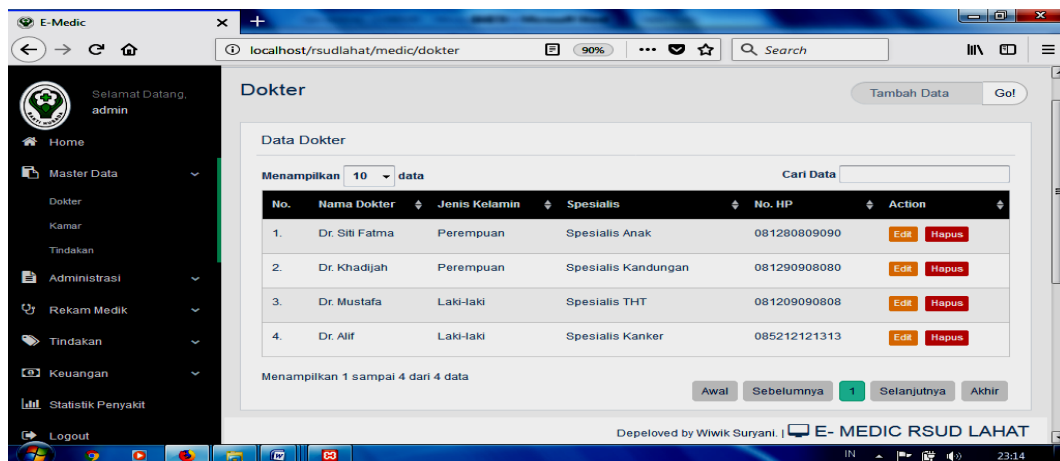 E-Medic
localhost/rsudlahat/medic/dokter
90%
Search
Selamat Datang,
admin
Home
Master Data
Dokter
Kamar
Tindakan
Administrasi
Rekam Medik
Tindakan
Keuangan
Statistik Penyakit
Logout
Dokter
Tambah Data Go!
Data Dokter
Menampilkan 10 data
Cari Data
No. Nama Dokter Jenis Kelamin Spesialis No. HP Action
1. Dr. Siti Fatma Perempuan Spesialis Anak 081280809090 Edit Hapus
2. Dr. Khadijah Perempuan Spesialis Kandungan 081290908080 Edit Hapus
3. Dr. Mustafa Laki-laki Spesialis THT 081209090808 Edit Hapus
4. Dr. Alif Laki-laki Spesialis Kanker 085212121313 Edit Hapus
Menampilkan 1 sampai 4 dari 4 data
Awal Sebelumnya 1 Selanjutnya Akhir
Depeloved by Wiwik Suryani. | E- MEDIC RSUD LAHAT
IN 23:14